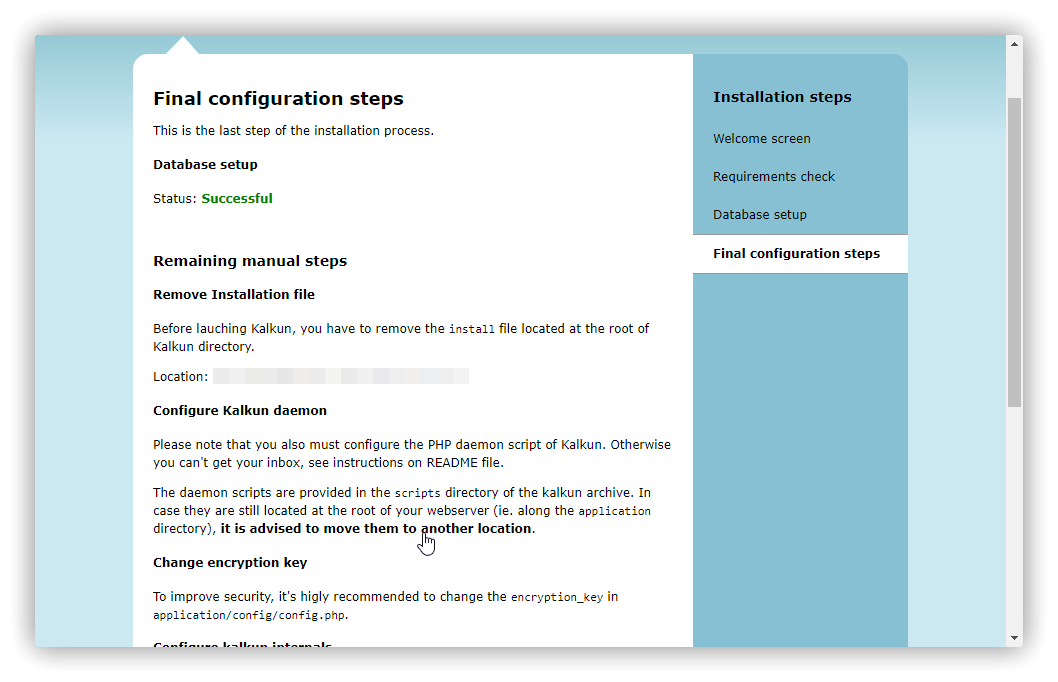 Final configuration steps
This is the last step of the installation process.
Database setup
Status: Successful
Remaining manual steps
Remove Installation file
Before lauching Kalkun, you have to remove the install file located at the root of
Kalkun directory.
Location:
Configure Kalkun daemon
Please note that you also must configure the PHP daemon script of Kalkun. Otherwise
you can't get your inbox, see instructions on README file.
The daemon scripts are provided in the scripts directory of the kalkun archive. In
case they are still located at the root of your webserver (ie. along the application
directory), it is advised to move them to another location.
Change encryption key
To improve security, it's higly recommended to change the encryption_key in
application/config/config.php.
Configure kalkun internals
Installation steps
Welcome screen
Requirements check
Database setup
Final configuration steps